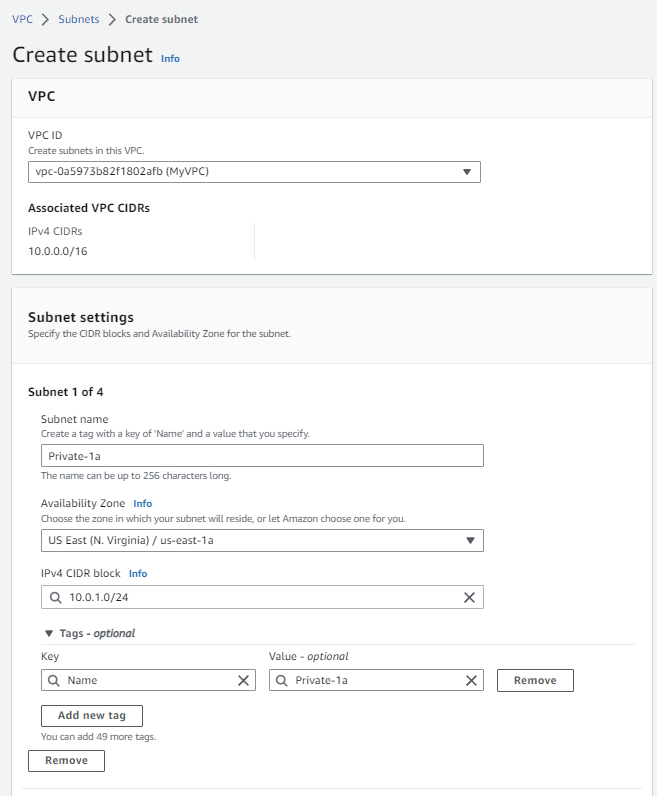 VPC > Subnets > Create subnet
Create subnet Info
VPC
VPC ID
Create subnets in this VPC.
vpc-0a5973b82f1802afb (MyVPC)
Associated VPC CIDRs
IPv4 CIDRs
10.0.0.0/16
Subnet settings
Specify the CIDR blocks and Availability Zone for the subnet.
Subnet 1 of 4
Subnet name
Create a tag with a key of 'Name' and a value that you specify.
Private-1a
The name can be up to 256 characters long.
Availability Zone Info
Choose the zone in which your subnet will reside, or let Amazon choose one for you.
US East (N. Virginia) / us-east-1a
IPv4 CIDR block Info
10.0.1.0/24
Tags - optional
Key Value - optional
Name Private-1a Remove
Add new tag
You can add 49 more tags.
Remove